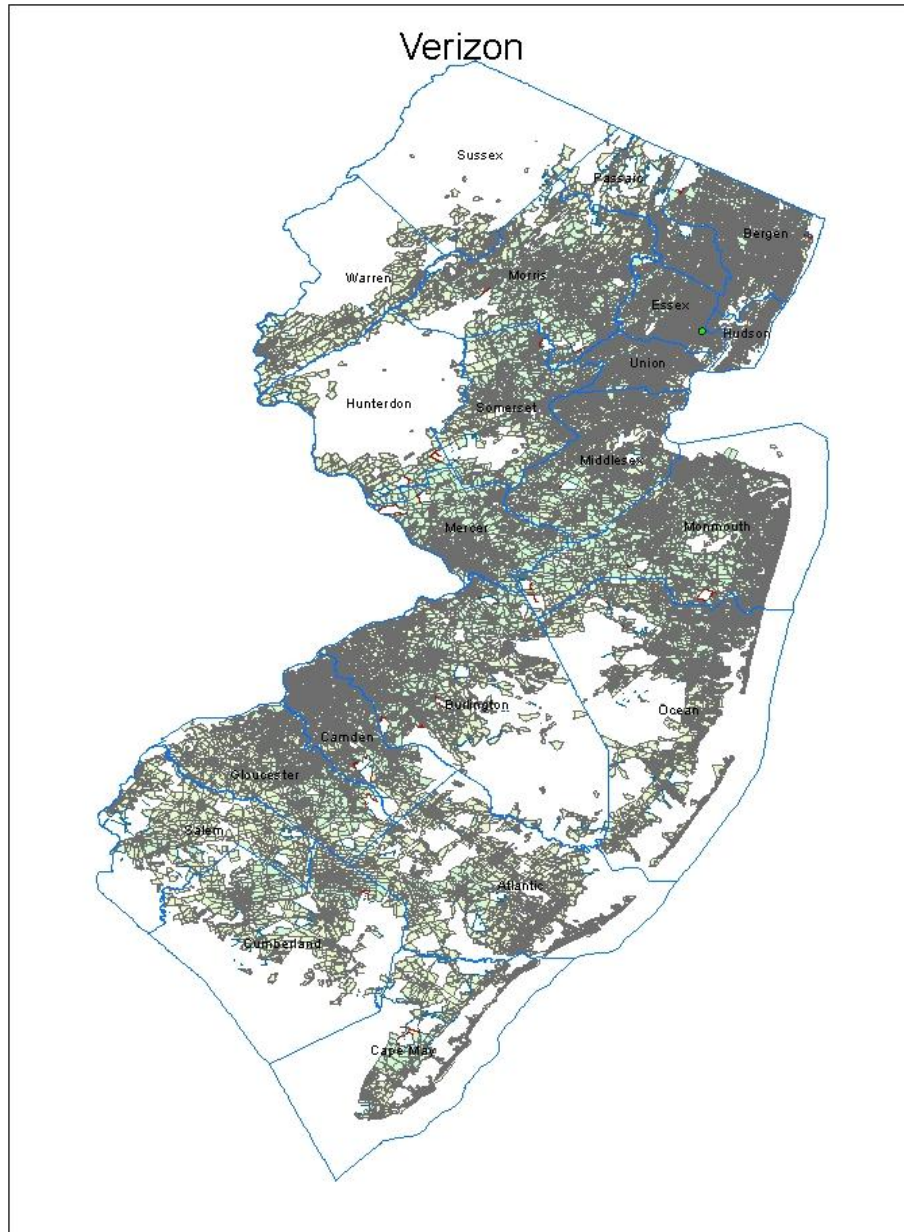 Verizon
Sussex
Passaic
Bergen
Warren
Morris
Essex
Hudson
Union
Hunterdon
Somerset
Middlesex
Mercer
Monmouth
Burlington
Ocean
Camden
Gloucester
Salem
Atlantic
Cumberland
Cape May